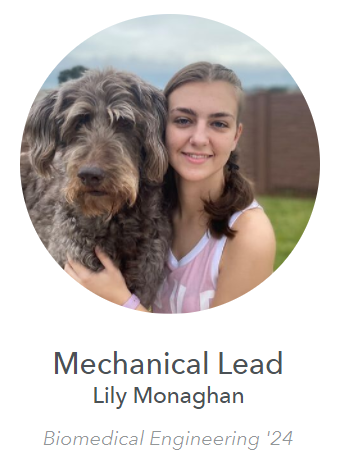 Mechanical Lead
Lily Monaghan
Biomedical Engineering '24